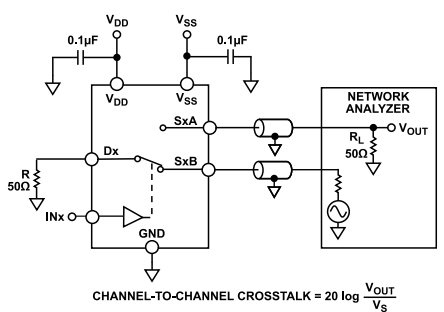 VDD
VSS
0.1µF
0.1µF
VDD
VSS
NETWORK
ANALYZER
SxA
VOUT
RL
50Ω
Dx
SxB
R
50Ω
INx
GND
CHANNEL-TO-CHANNEL CROSSTALK = 20 log VOUT
VS